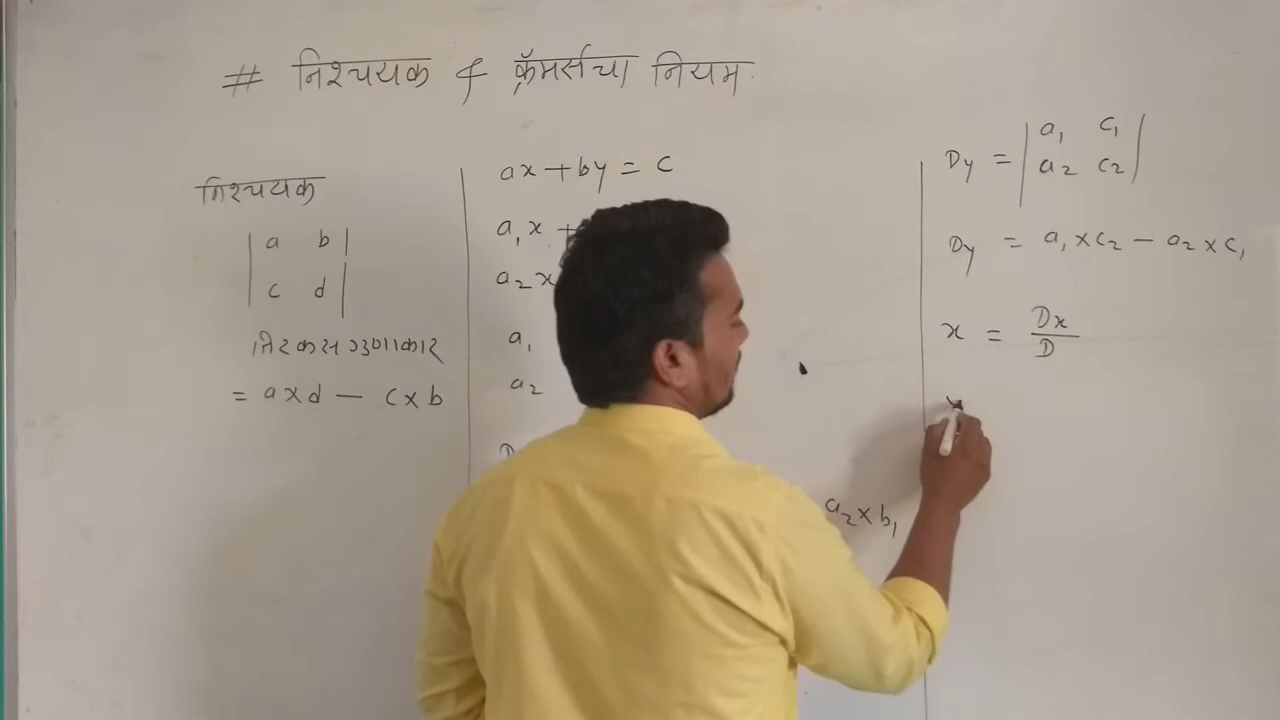 # निश्चयक & क्रॅमर्सचा नियम
निश्चयक
| a b |
| c d |
तिरकस गुणाकार
= a x d - c x b
ax + by = c
a₁x +
a₂x
a₁
a₂
D
a₂ x b₁
Dy = | a₁ c₁ |
| a₂ c₂ |
Dy = a₁ x c₂ - a₂ x c₁
x = Dx / D